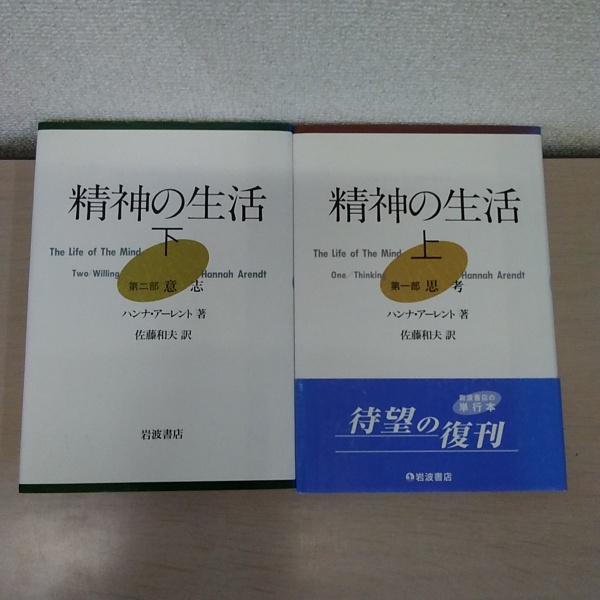 精神の生活
下
The Life of The Mind
Two/Willing Hannah Arendt
第二部 意志
ハンナ・アーレント 著
佐藤和夫 訳
岩波書店
精神の生活
上
The Life of The Mind
One/Thinking Hannah Arendt
第一部 思考
ハンナ・アーレント 著
佐藤和夫 訳
岩波書店の
単行本
待望の復刊
岩波書店